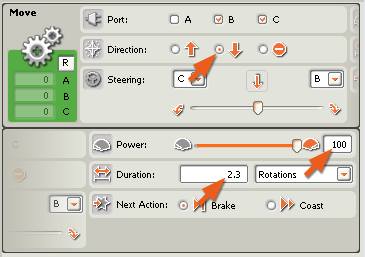 Move
Port: A B C
R
Direction:
0 A
Steering: C B
0 B
0 C
C
Power: 100
Duration: 2.3 Rotations
B
Next Action: Brake Coast